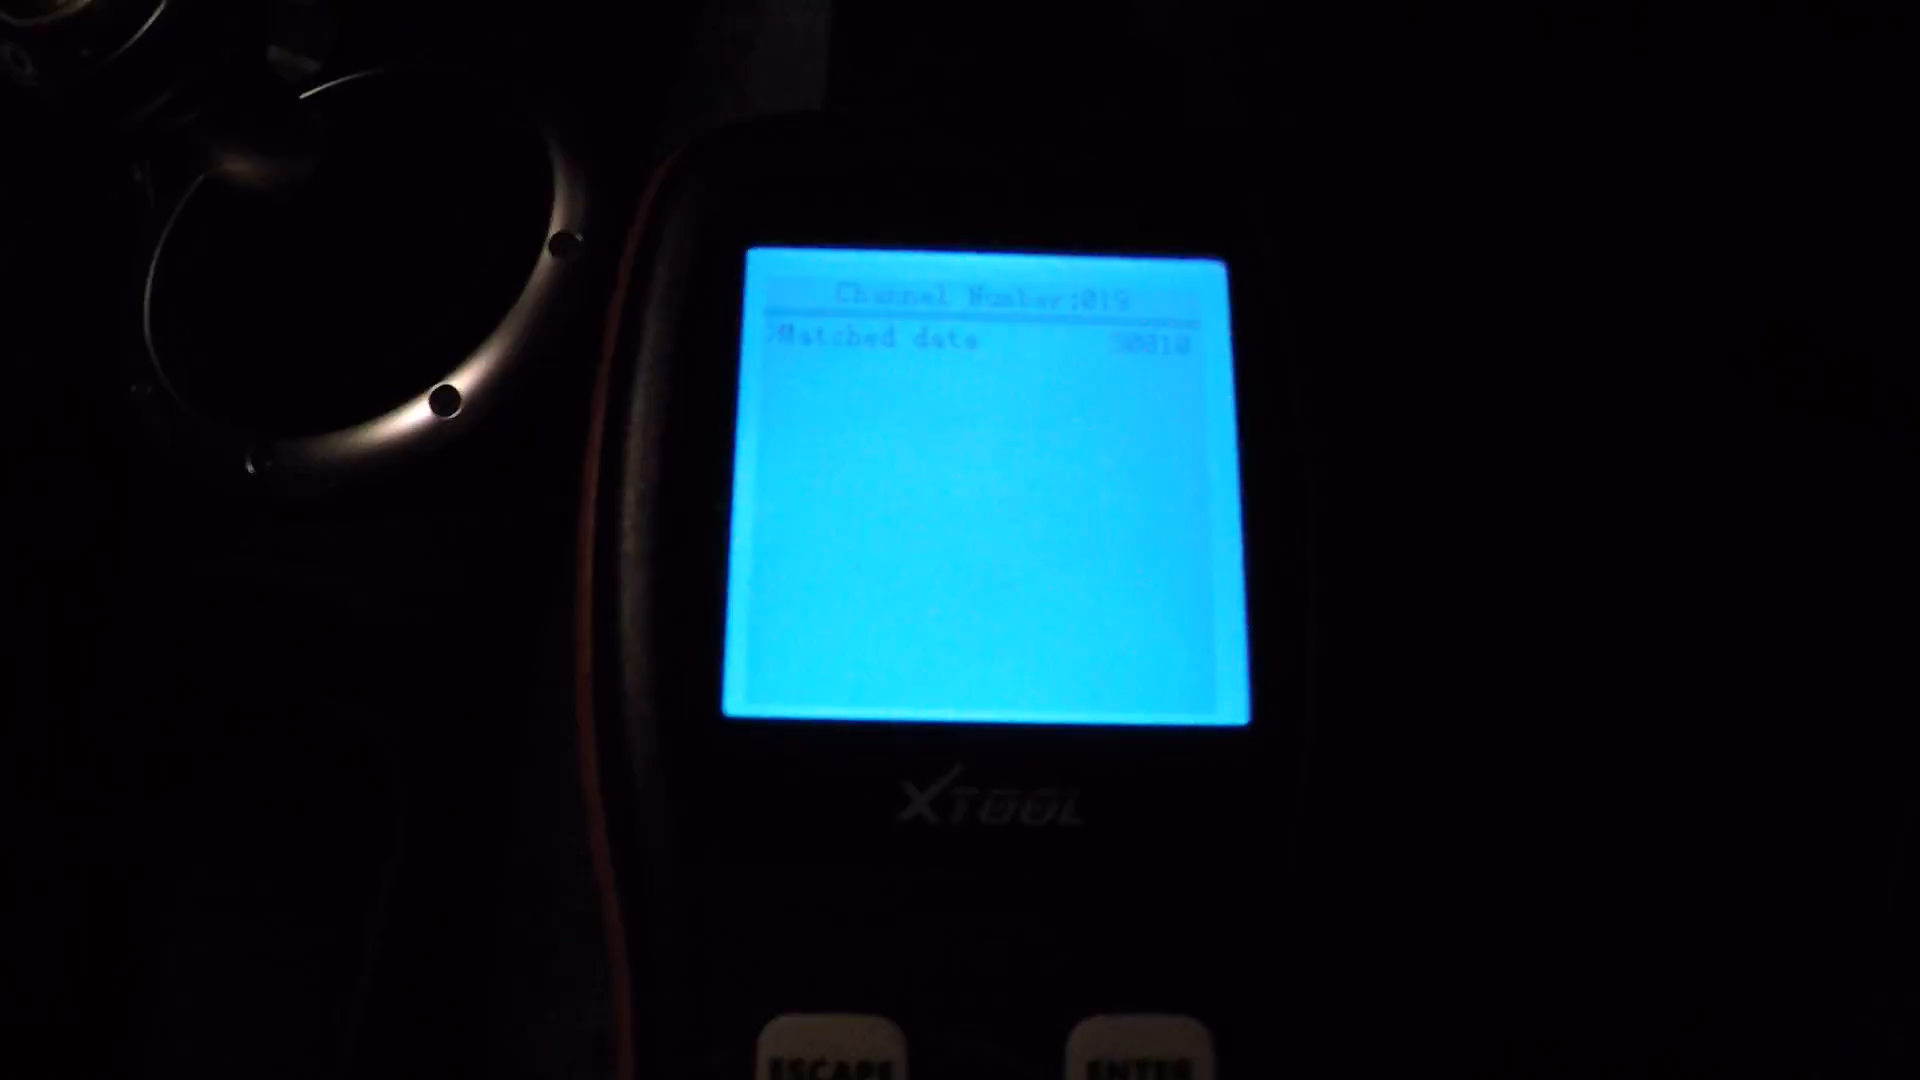 Channel Number:019
>Matched data
XTOOL
ESCAPE
ENTER